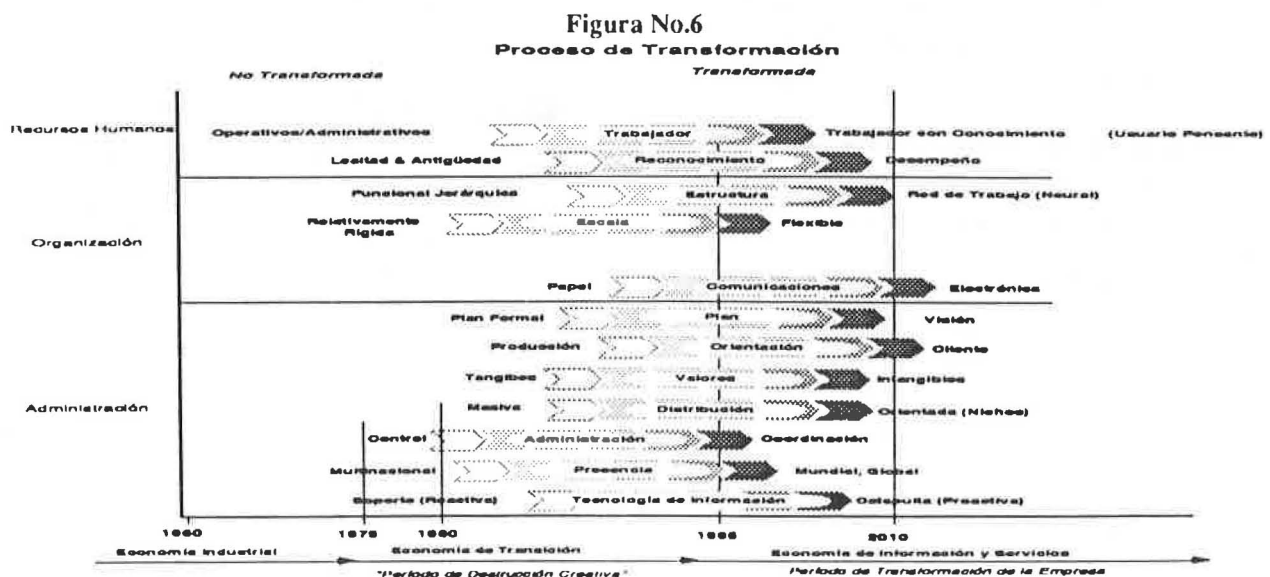 Figura No.6
Proceso de Transformación
No Transformada Transformada
Recursos Humanos Operativos/Administrativos Trabajador Trabajador con Conocimiento (Usuario Pensante)
Lealtad & Antigüedad Reconocimiento Desempeño
Funcional Jerárquica Estructura Red de Trabajo (Neural)
Relativamente Rígida Escala Flexible
Organización
Papel Comunicaciones Electrónica
Plan Formal Plan Visión
Producción Orientación Cliente
Tangibles Valores Intangibles
Administración Masiva Distribución Orientada (Nichos)
Control Administración Coordinación
Multinacional Presencia Mundial, Global
Soporte (Reactiva) Tecnología de Información Catapulta (Proactiva)
1960 1975 1980 1995 2010
Economía Industrial Economía de Transición Economía de Información y Servicios
"Período de Destrucción Creativa" Período de Transformación de la Empresa